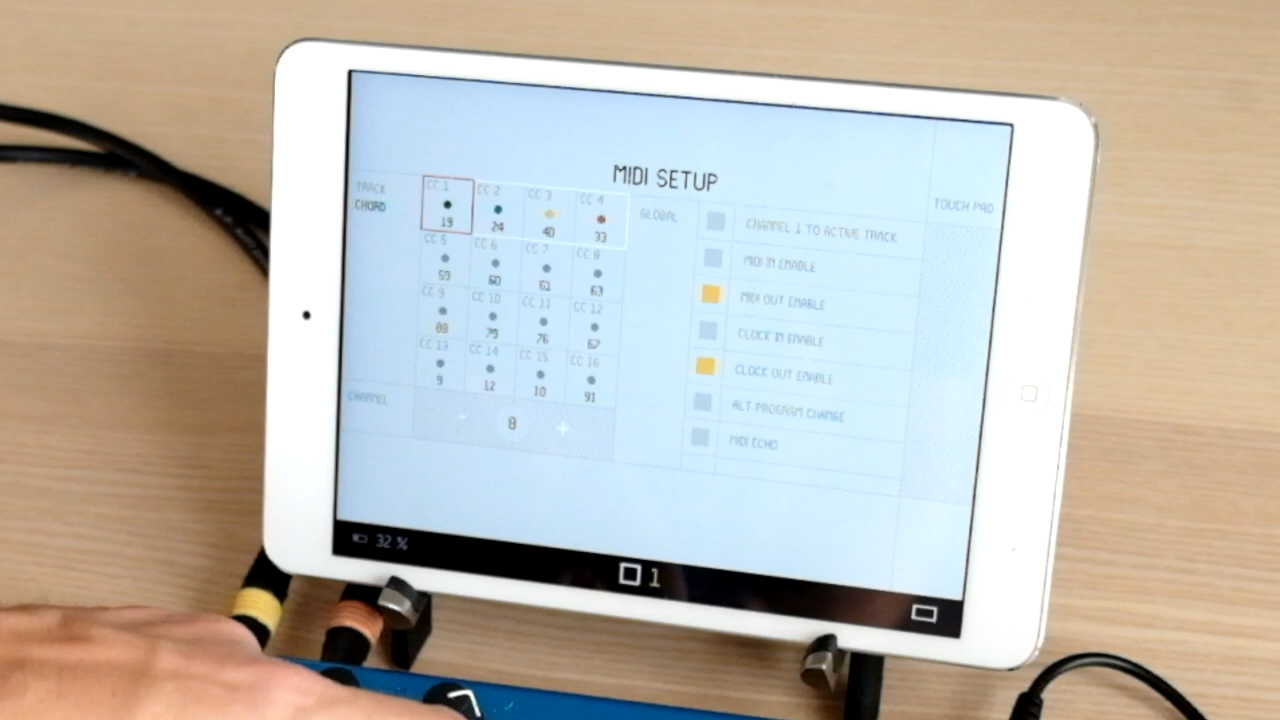 MIDI SETUP
TRACK
CHORD
CC 1 CC 2 CC 3 CC 4
19 24 40 33
CC 5 CC 6 CC 7 CC 8
59 60 61 63
CC 9 CC 10 CC 11 CC 12
88 79 76 67
CC 13 CC 14 CC 15 CC 16
9 12 10 91
CHANNEL
- 8 +
GLOBAL
CHANNEL 1 TO ACTIVE TRACK
MIDI IN ENABLE
MIDI OUT ENABLE
CLOCK IN ENABLE
CLOCK OUT ENABLE
ALT PROGRAM CHANGE
MIDI ECHO
TOUCH PAD
32 %
1